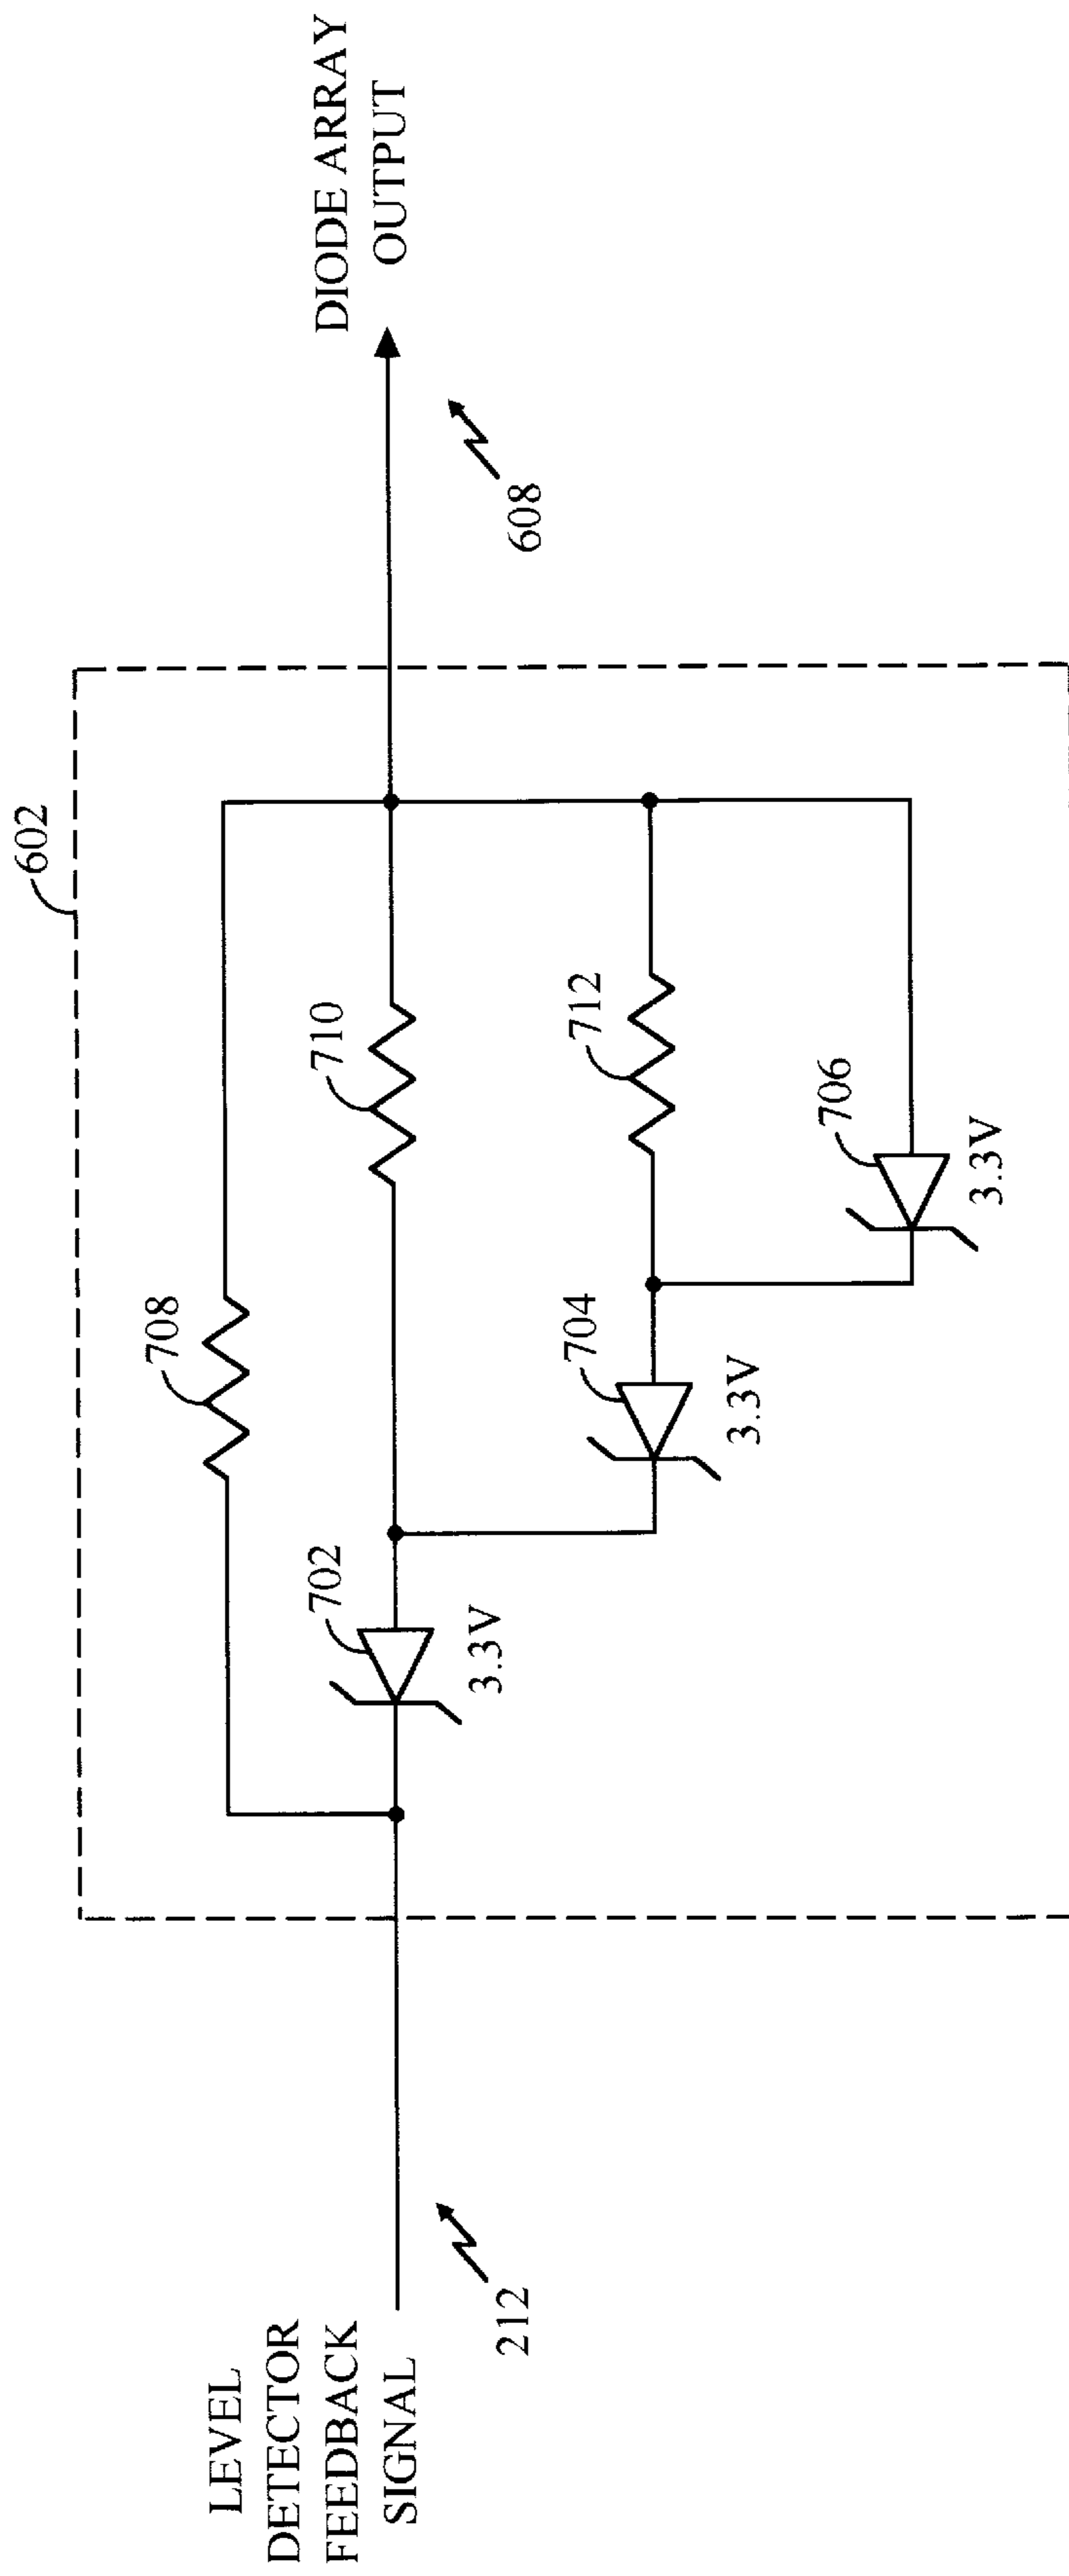 602
LEVEL
DETECTOR
FEEDBACK
SIGNAL
212
708
702
3.3V
710
704
3.3V
712
706
3.3V
DIODE ARRAY
OUTPUT
608